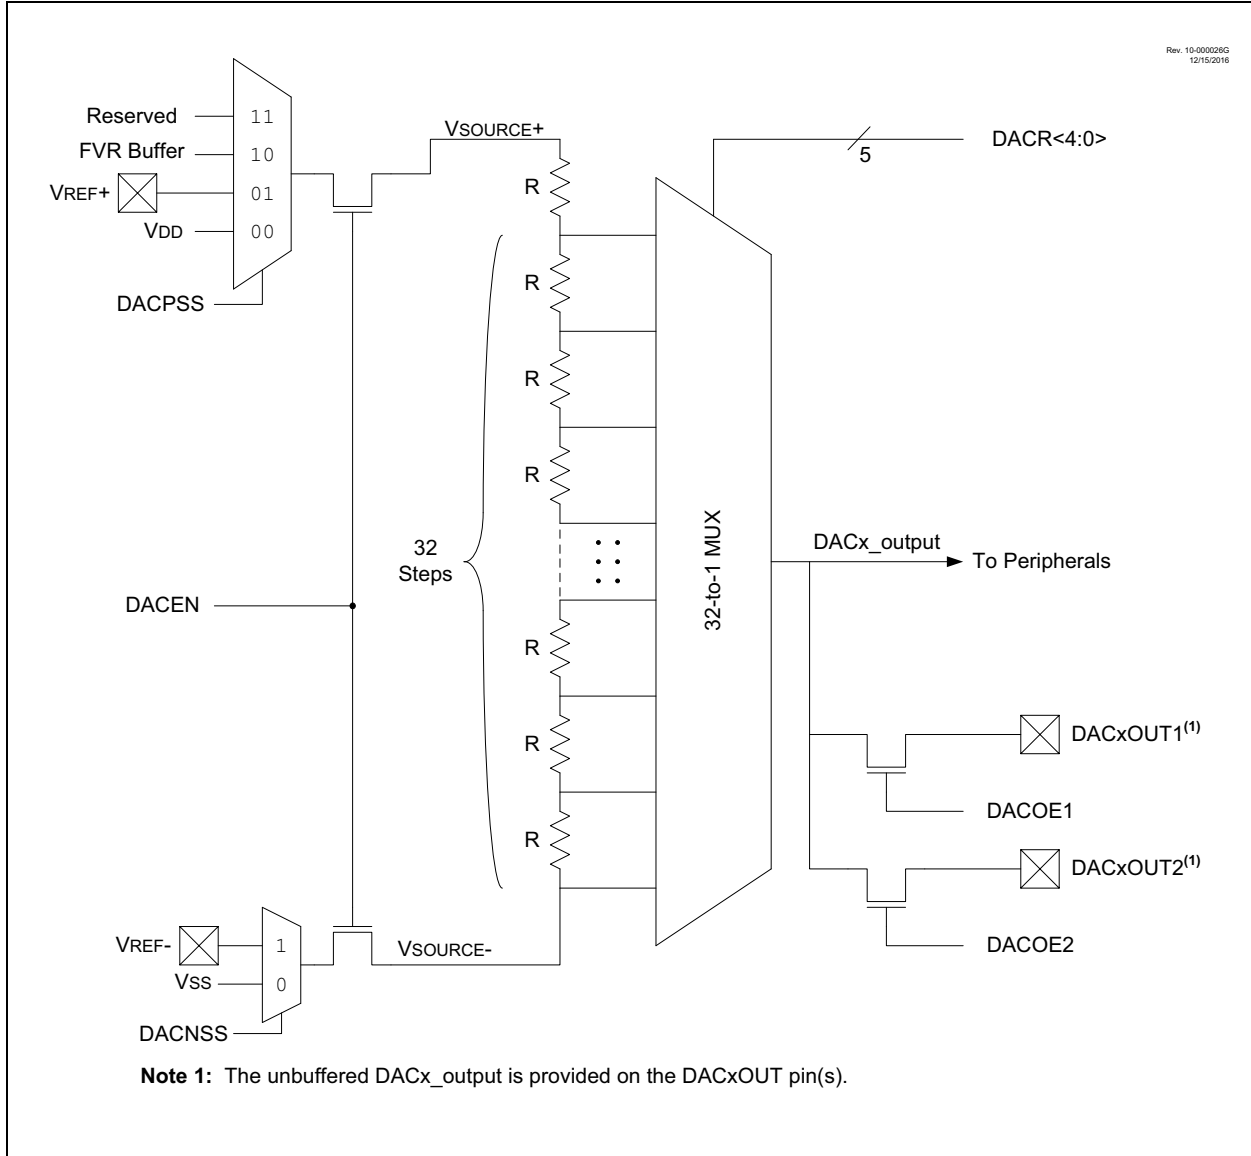 Rev. 10-000026G
12/15/2016
Reserved
11
FVR Buffer
10
VREF+
01
VDD
00
DACPSS
VSOURCE+
R
R
R
R
32
Steps
R
R
R
DACEN
VREF-
1
VSS
0
DACNSS
VSOURCE-
32-to-1 MUX
5
DACR<4:0>
DACx_output
To Peripherals
DACxOUT1(1)
DACOE1
DACxOUT2(1)
DACOE2
Note 1: The unbuffered DACx_output is provided on the DACxOUT pin(s).